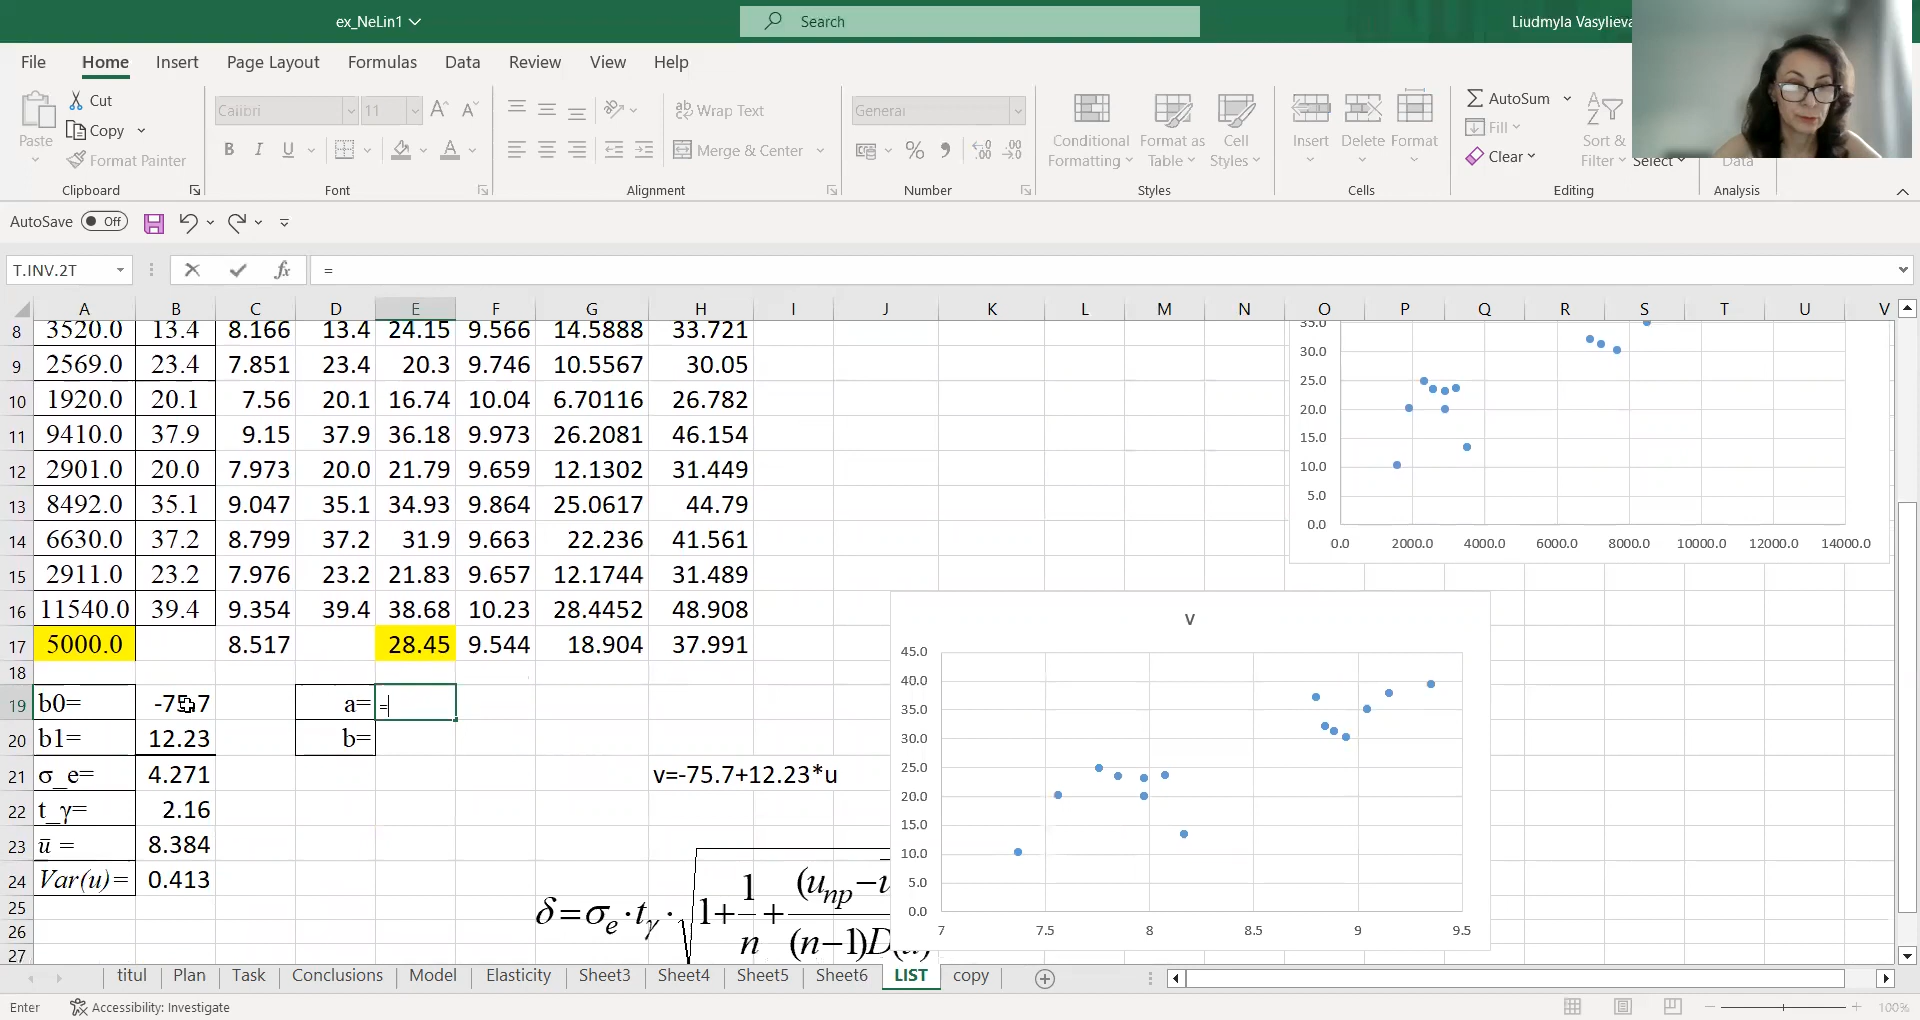 ex_NeLin1
Search
Liudmyla Vasylieva
File Home Insert Page Layout Formulas Data Review View Help
Paste
Cut
Copy
Format Painter
Clipboard
Calibri 11
B I U
Font
Wrap Text
Merge & Center
Alignment
General
Number
Conditional Formatting
Format as Table
Cell Styles
Styles
Insert
Delete
Format
Cells
AutoSum
Fill
Clear
Sort &
Filter
Select
Editing
Data
Analysis
AutoSave Off
T.INV.2T
fx
=
A B C D E F G H I J K L M N O P Q R S T U V
8 3520.0 13.4 8.166 13.4 24.15 9.566 14.5888 33.721
9 2569.0 23.4 7.851 23.4 20.3 9.746 10.5567 30.05
10 1920.0 20.1 7.56 20.1 16.74 10.04 6.70116 26.782
11 9410.0 37.9 9.15 37.9 36.18 9.973 26.2081 46.154
12 2901.0 20.0 7.973 20.0 21.79 9.659 12.1302 31.449
13 8492.0 35.1 9.047 35.1 34.93 9.864 25.0617 44.79
14 6630.0 37.2 8.799 37.2 31.9 9.663 22.236 41.561
15 2911.0 23.2 7.976 23.2 21.83 9.657 12.1744 31.489
16 11540.0 39.4 9.354 39.4 38.68 10.23 28.4452 48.908
17 5000.0 8.517 28.45 9.544 18.904 37.991
18
19 b0= -75.7 a= =
20 b1= 12.23 b=
21 σ_e= 4.271 v=-75.7+12.23*u
22 t_γ= 2.16
23 ū = 8.384
24 Var(u)= 0.413
25
26
27
δ=σe·tγ·√1+1/n+(unp−u
(n−1)D(u)
35.0
30.0
25.0
20.0
15.0
10.0
5.0
0.0
0.0 2000.0 4000.0 6000.0 8000.0 10000.0 12000.0 14000.0
v
45.0
40.0
35.0
30.0
25.0
20.0
15.0
10.0
5.0
0.0
7 7.5 8 8.5 9 9.5
titul Plan Task Conclusions Model Elasticity Sheet3 Sheet4 Sheet5 Sheet6 LIST copy
Enter Accessibility: Investigate 100%